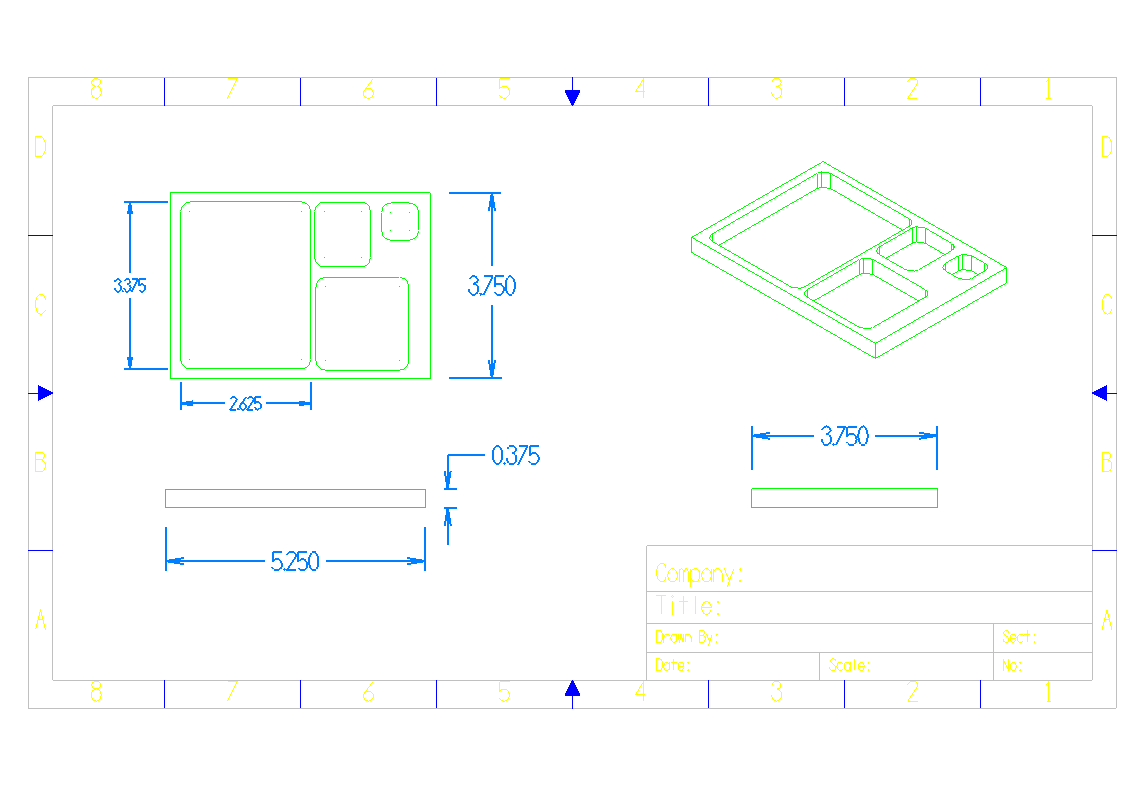 8 7 6 5 4 3 2 1
D D
3.375 3.750
C C
2.625
3.750
0.375
B B
5.250
Company:
Title:
A A
Drawn By: Sect:
Date: Scale: No:
8 7 6 5 4 3 2 1